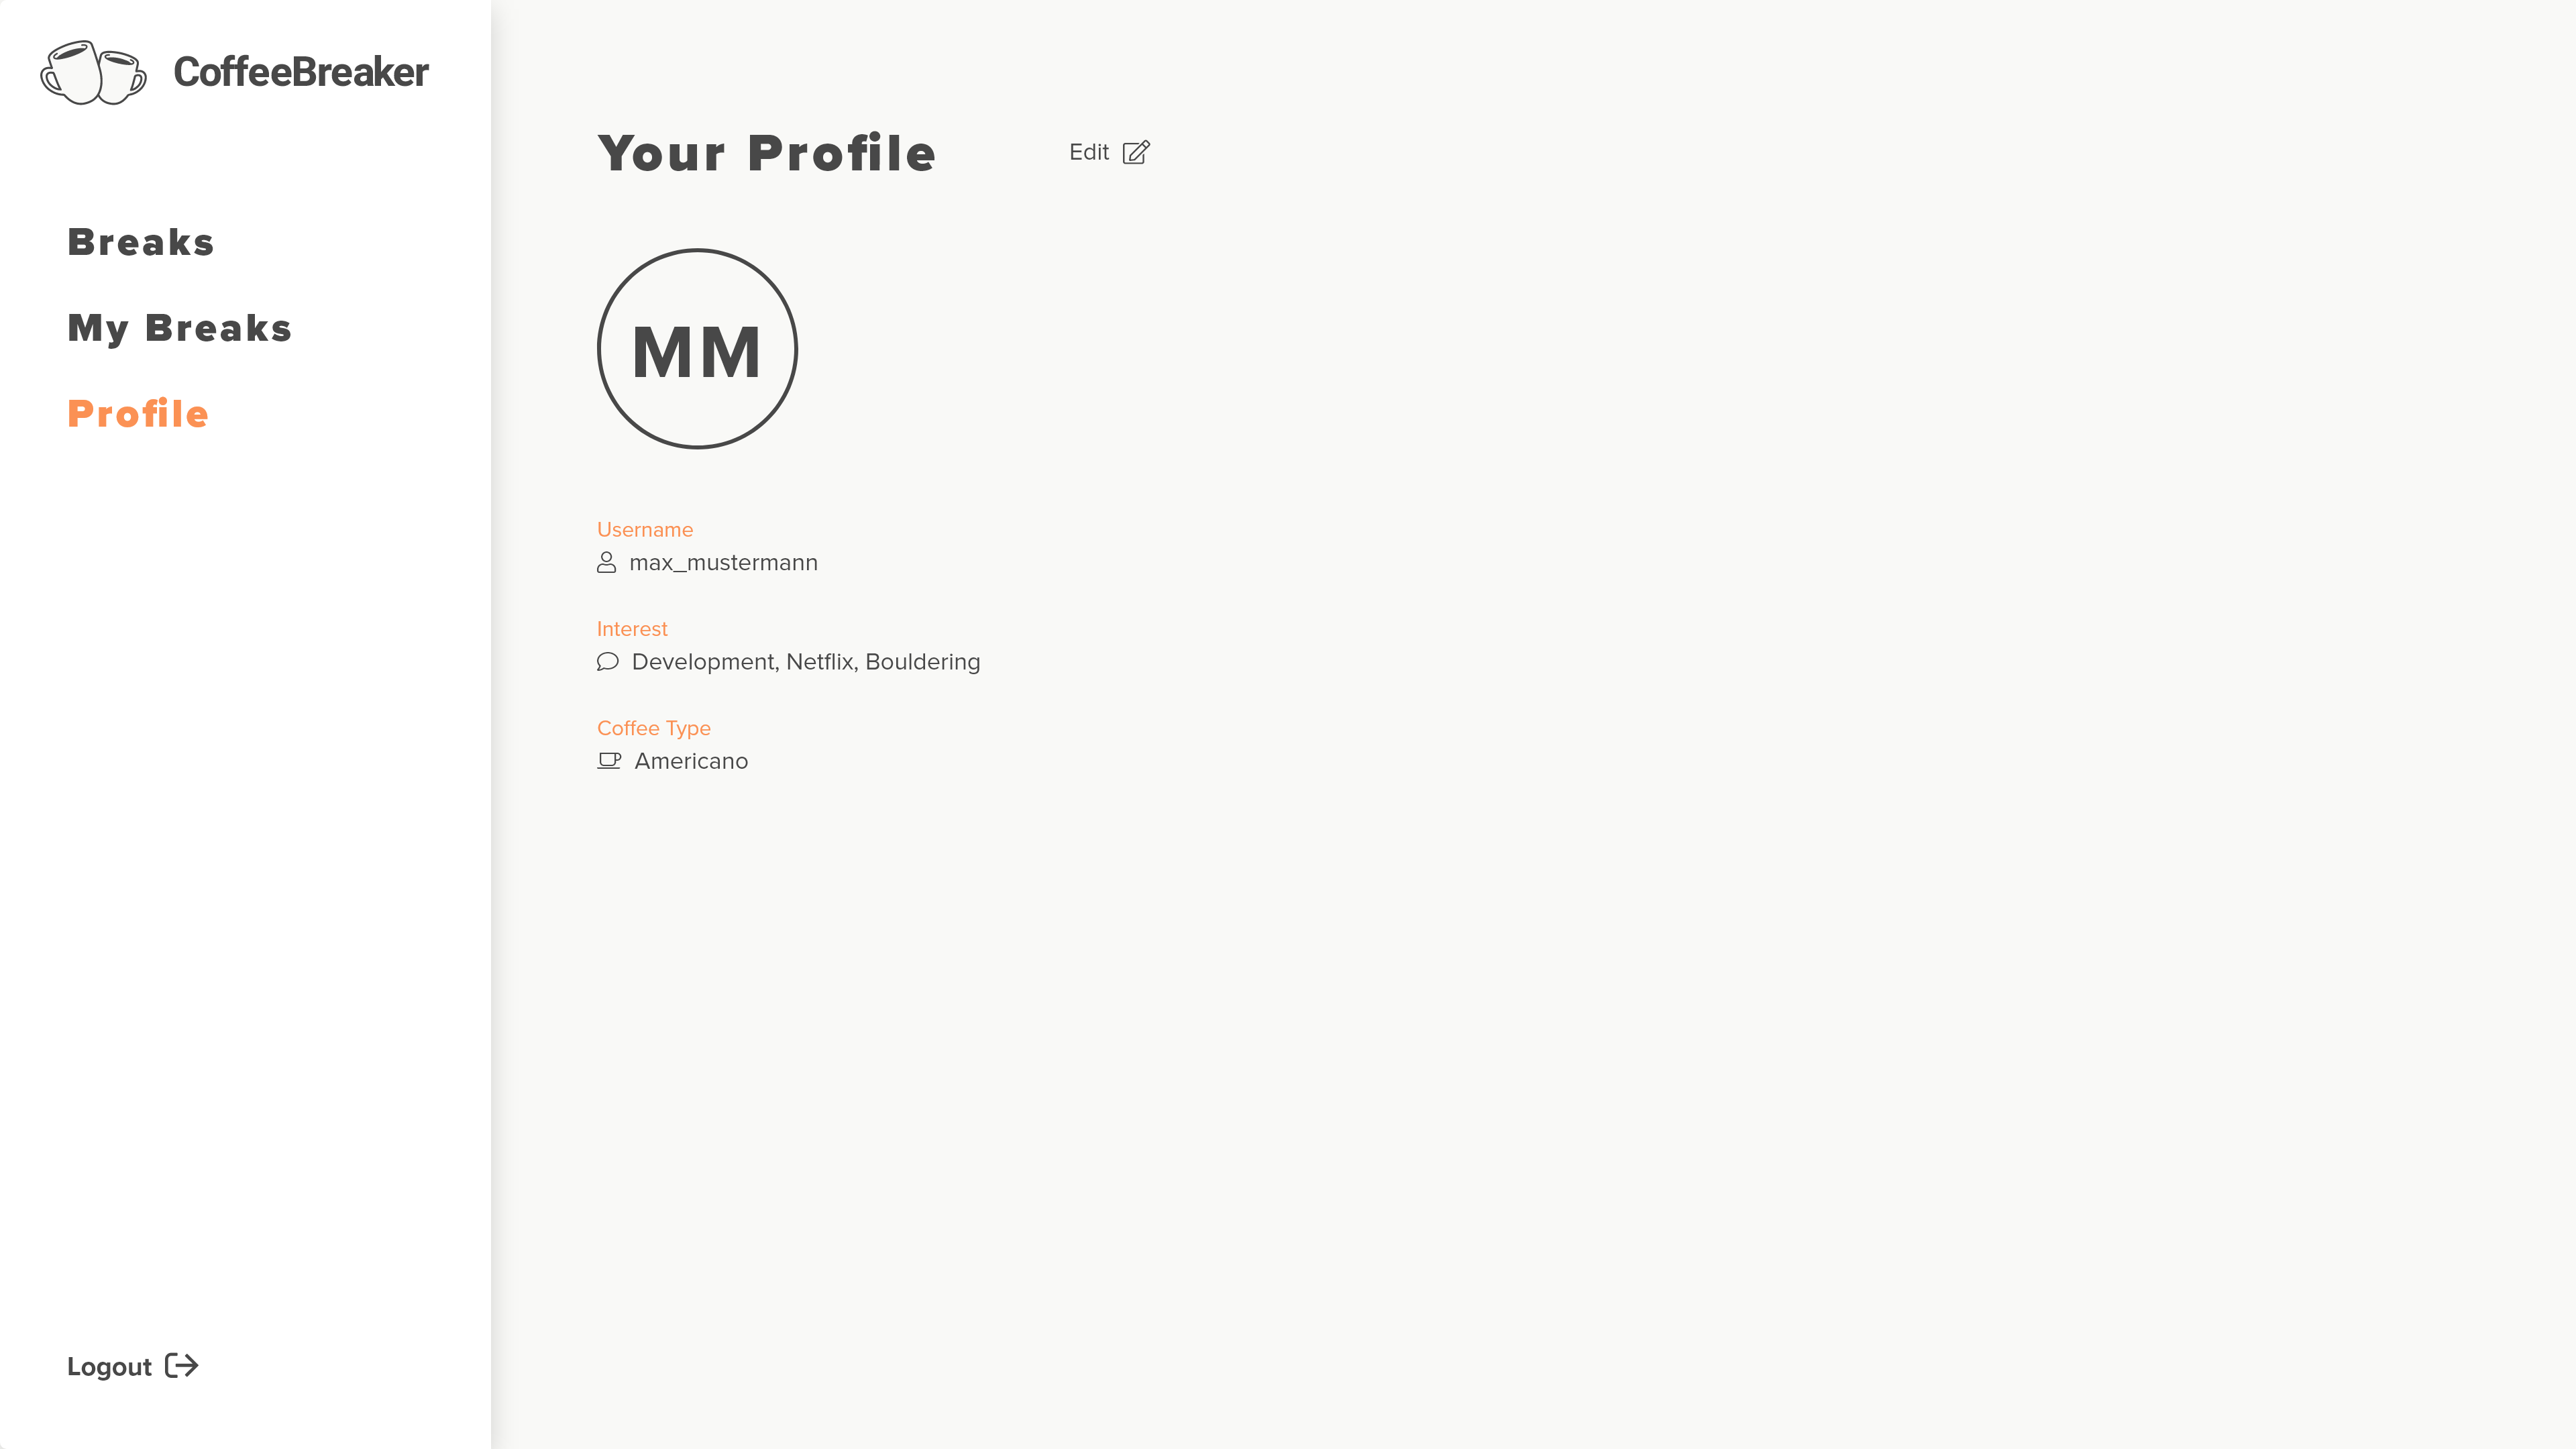 CoffeeBreaker
Breaks
My Breaks
Profile
Logout
Your Profile
Edit
MM
Username
max_mustermann
Interest
Development, Netflix, Bouldering
Coffee Type
Americano